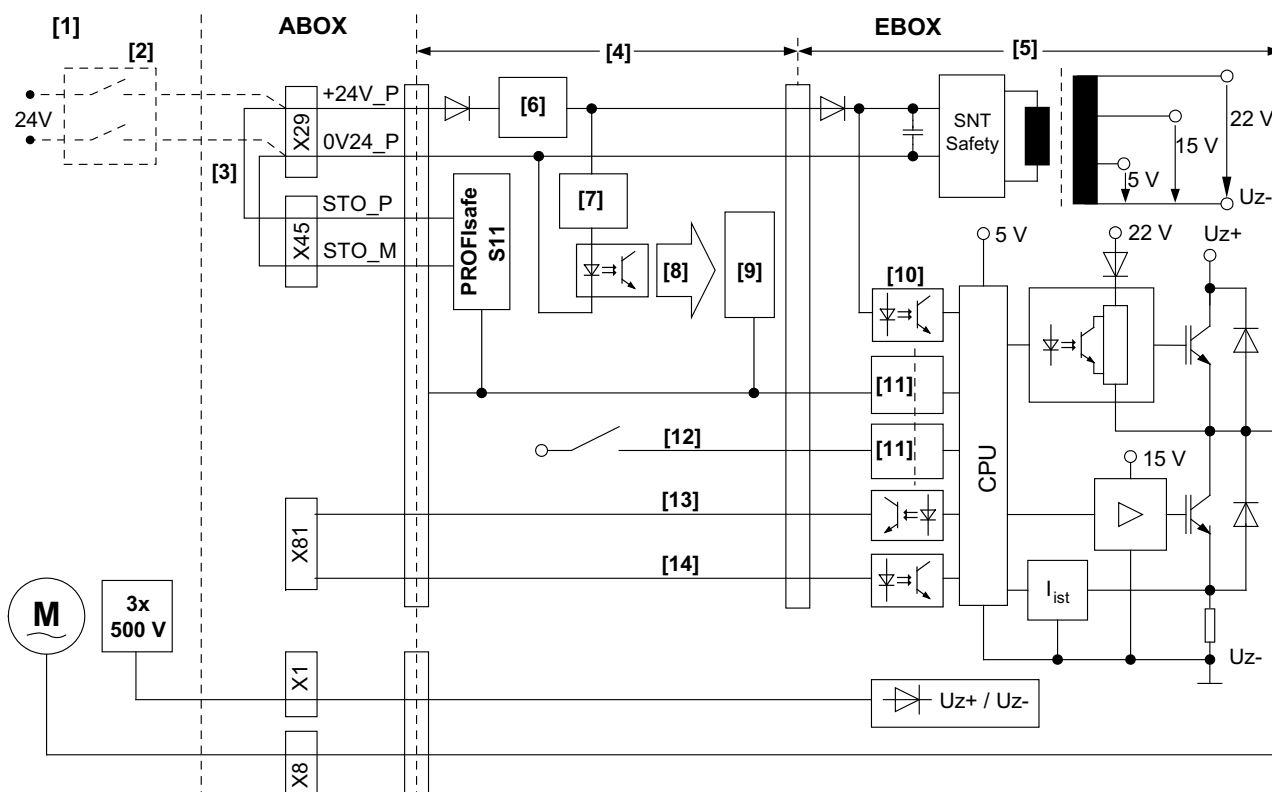 [1]
ABOX
EBOX
[2]
[4]
[5]
24V
+24V_P
X29
0V24_P
[3]
[6]
SNT
Safety
22 V
15 V
5 V
Uz-
X45
STO_P
STO_M
PROFIsafe
S11
[7]
[8]
[9]
[10]
5 V
22 V
Uz+
[11]
[12]
[11]
CPU
15 V
[13]
X81
[14]
I ist
Uz-
M
3x
500 V
X1
Uz+ / Uz-
X8